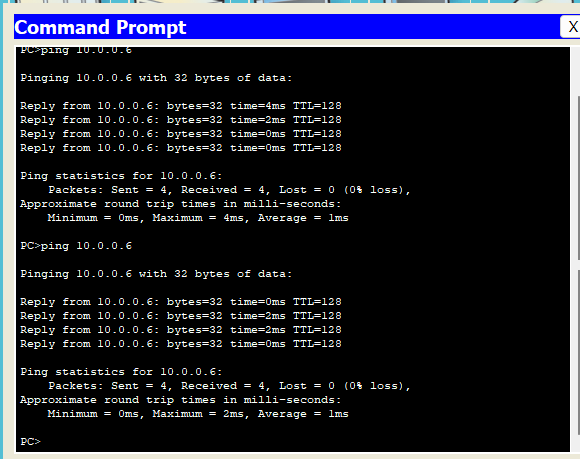 Command Prompt
X
PC>ping 10.0.0.6
Pinging 10.0.0.6 with 32 bytes of data:
Reply from 10.0.0.6: bytes=32 time=4ms TTL=128
Reply from 10.0.0.6: bytes=32 time=2ms TTL=128
Reply from 10.0.0.6: bytes=32 time=0ms TTL=128
Reply from 10.0.0.6: bytes=32 time=0ms TTL=128
Ping statistics for 10.0.0.6:
    Packets: Sent = 4, Received = 4, Lost = 0 (0% loss),
Approximate round trip times in milli-seconds:
    Minimum = 0ms, Maximum = 4ms, Average = 1ms
PC>ping 10.0.0.6
Pinging 10.0.0.6 with 32 bytes of data:
Reply from 10.0.0.6: bytes=32 time=0ms TTL=128
Reply from 10.0.0.6: bytes=32 time=2ms TTL=128
Reply from 10.0.0.6: bytes=32 time=2ms TTL=128
Reply from 10.0.0.6: bytes=32 time=0ms TTL=128
Ping statistics for 10.0.0.6:
    Packets: Sent = 4, Received = 4, Lost = 0 (0% loss),
Approximate round trip times in milli-seconds:
    Minimum = 0ms, Maximum = 2ms, Average = 1ms
PC>